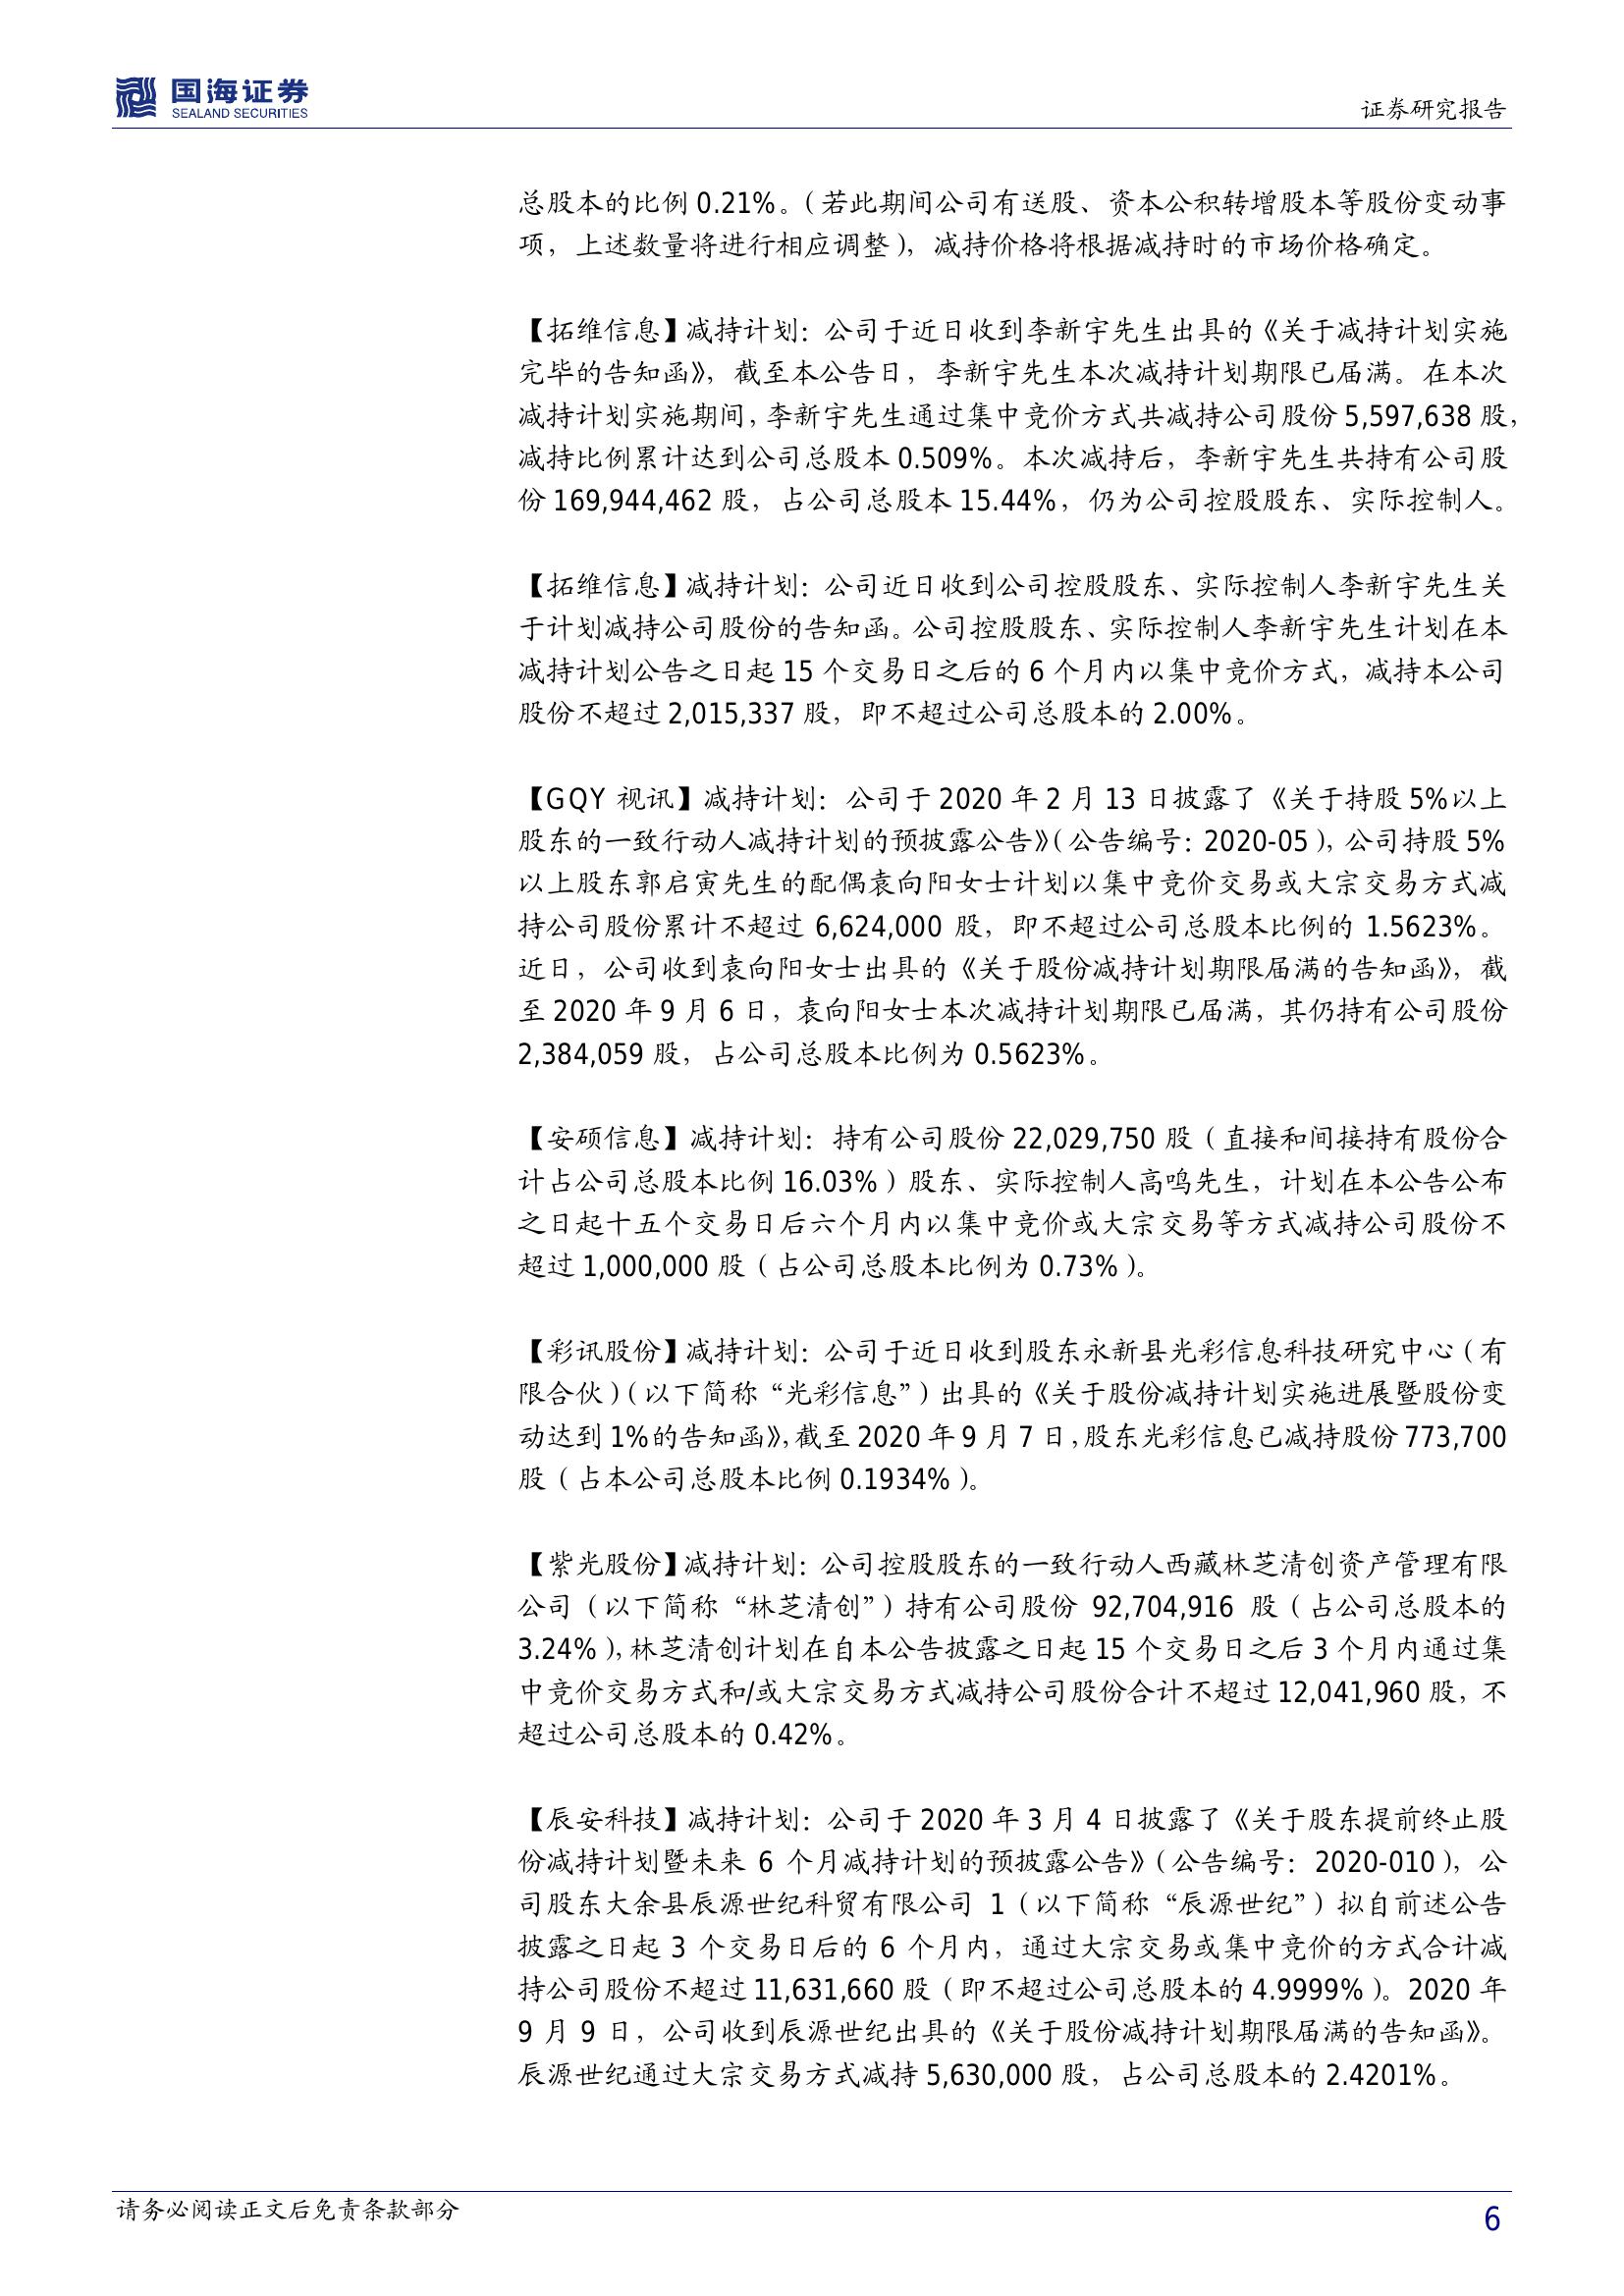 国海证券
SEALAND SECURITIES
证券研究报告
总股本的比例 0.21%。（若此期间公司有送股、资本公积转增股本等股份变动事
项，上述数量将进行相应调整），减持价格将根据减持时的市场价格确定。
【拓维信息】减持计划：公司于近日收到李新宇先生出具的《关于减持计划实施
完毕的告知函》，截至本公告日，李新宇先生本次减持计划期限已届满。在本次
减持计划实施期间，李新宇先生通过集中竞价方式共减持公司股份 5,597,638 股，
减持比例累计达到公司总股本 0.509%。本次减持后，李新宇先生共持有公司股
份 169,944,462 股，占公司总股本 15.44%，仍为公司控股股东、实际控制人。
【拓维信息】减持计划：公司近日收到公司控股股东、实际控制人李新宇先生关
于计划减持公司股份的告知函。公司控股股东、实际控制人李新宇先生计划在本
减持计划公告之日起 15 个交易日之后的 6 个月内以集中竞价方式，减持本公司
股份不超过 2,015,337 股，即不超过公司总股本的 2.00%。
【GQY 视讯】减持计划：公司于 2020 年 2 月 13 日披露了《关于持股 5%以上
股东的一致行动人减持计划的预披露公告》（公告编号：2020-05），公司持股 5%
以上股东郭启寅先生的配偶袁向阳女士计划以集中竞价交易或大宗交易方式减
持公司股份累计不超过 6,624,000 股，即不超过公司总股本比例的 1.5623%。
近日，公司收到袁向阳女士出具的《关于股份减持计划期限届满的告知函》，截
至 2020 年 9 月 6 日，袁向阳女士本次减持计划期限已届满，其仍持有公司股份
2,384,059 股，占公司总股本比例为 0.5623%。
【安硕信息】减持计划：持有公司股份 22,029,750 股（直接和间接持有股份合
计占公司总股本比例 16.03%）股东、实际控制人高鸣先生，计划在本公告公布
之日起十五个交易日后六个月内以集中竞价或大宗交易等方式减持公司股份不
超过 1,000,000 股（占公司总股本比例为 0.73%）。
【彩讯股份】减持计划：公司于近日收到股东永新县光彩信息科技研究中心（有
限合伙）（以下简称“光彩信息”）出具的《关于股份减持计划实施进展暨股份变
动达到 1%的告知函》，截至 2020 年 9 月 7 日，股东光彩信息已减持股份 773,700
股（占本公司总股本比例 0.1934%）。
【紫光股份】减持计划：公司控股股东的一致行动人西藏林芝清创资产管理有限
公司（以下简称“林芝清创”）持有公司股份 92,704,916 股（占公司总股本的
3.24%），林芝清创计划在自本公告披露之日起 15 个交易日之后 3 个月内通过集
中竞价交易方式和/或大宗交易方式减持公司股份合计不超过 12,041,960 股，不
超过公司总股本的 0.42%。
【辰安科技】减持计划：公司于 2020 年 3 月 4 日披露了《关于股东提前终止股
份减持计划暨未来 6 个月减持计划的预披露公告》（公告编号：2020-010），公
司股东大余县辰源世纪科贸有限公司 1（以下简称“辰源世纪”）拟自前述公告
披露之日起 3 个交易日后的 6 个月内，通过大宗交易或集中竞价的方式合计减
持公司股份不超过 11,631,660 股（即不超过公司总股本的 4.9999%）。2020 年
9 月 9 日，公司收到辰源世纪出具的《关于股份减持计划期限届满的告知函》。
辰源世纪通过大宗交易方式减持 5,630,000 股，占公司总股本的 2.4201%。
请务必阅读正文后免责条款部分
6